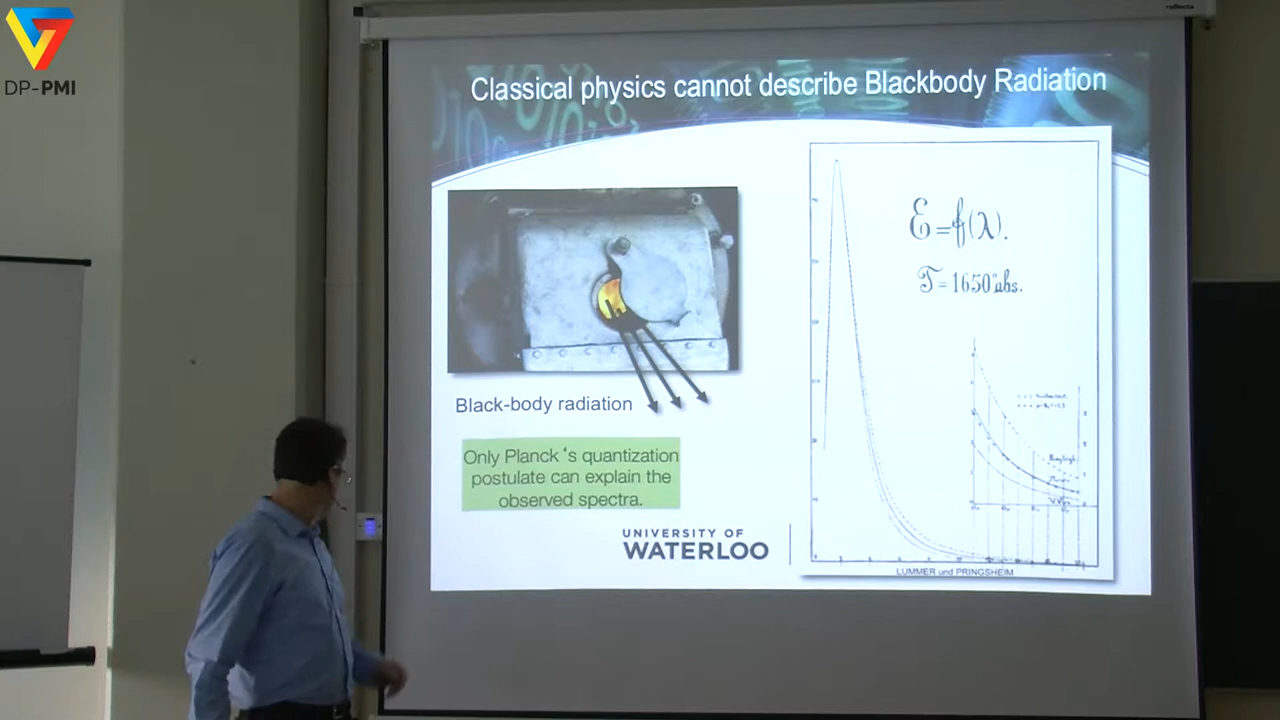 DP-PMI
reflecta
Classical physics cannot describe Blackbody Radiation
ℰ=f(λ).
T=1650° abs.
Black-body radiation
Only Planck 's quantization
postulate can explain the
observed spectra.
UNIVERSITY OF
WATERLOO
LUMMER und PRINGSHEIM